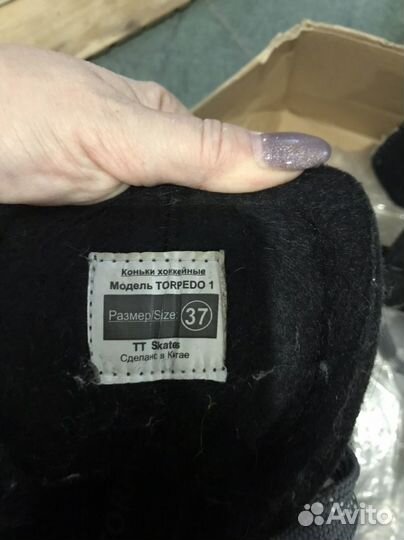 Коньки хоккейные
Модель TORPEDO 1
Размер/Size: 37
TT Skates
Сделано в Китае
Avito